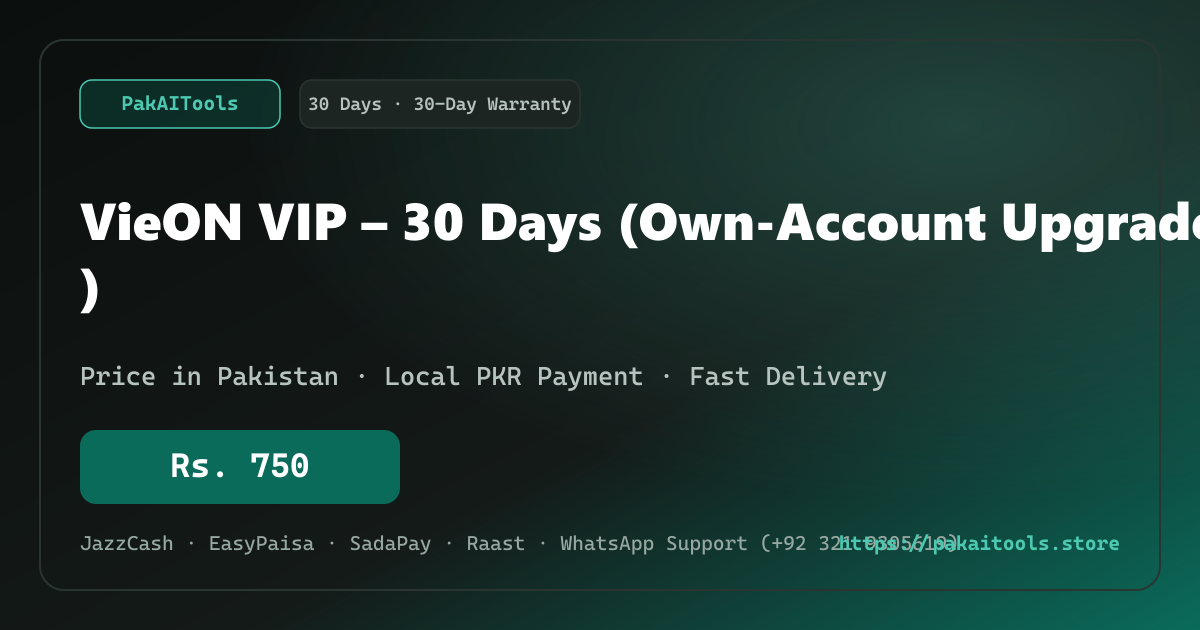 PakAITools
30 Days · 30-Day Warranty
VieON VIP – 30 Days (Own-Account Upgrade
)
Price in Pakistan · Local PKR Payment · Fast Delivery
Rs. 750
JazzCash · EasyPaisa · SadaPay · Raast · WhatsApp Support (+92 321
https://pakaitools.store